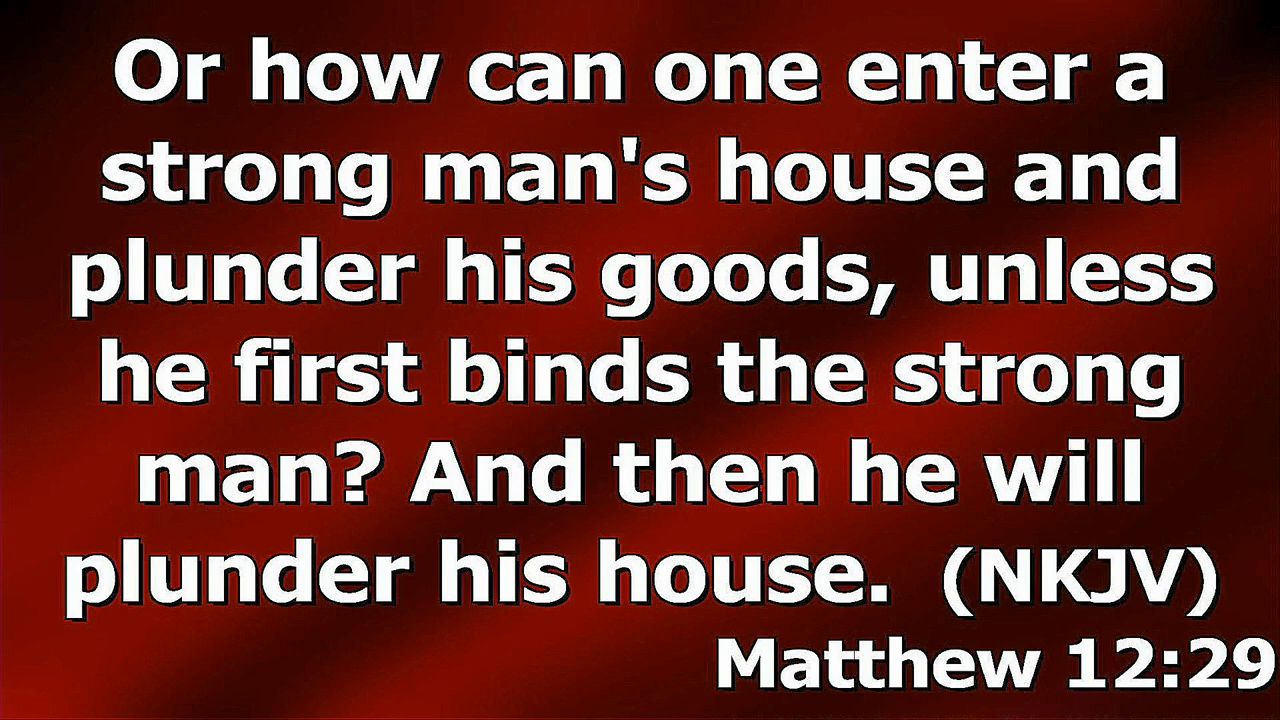 Or how can one enter a
strong man's house and
plunder his goods, unless
he first binds the strong
man? And then he will
plunder his house.  (NKJV)
Matthew 12:29